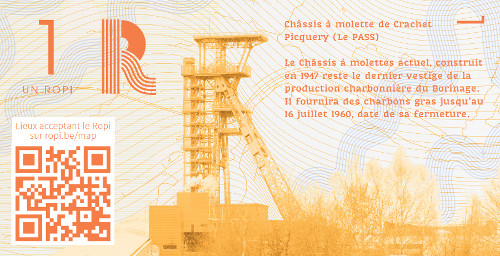 1 R
UN ROPI
Lieux acceptant le Ropi
sur ropi.be/map
Châssis à molette de Crachet
Picquery (Le PASS)
Le Châssis à molettes actuel, construit
en 1947 reste le dernier vestige de la
production charbonnière du Borinage.
Il fournira des charbons gras jusqu'au
16 juillet 1960, date de sa fermeture.
1